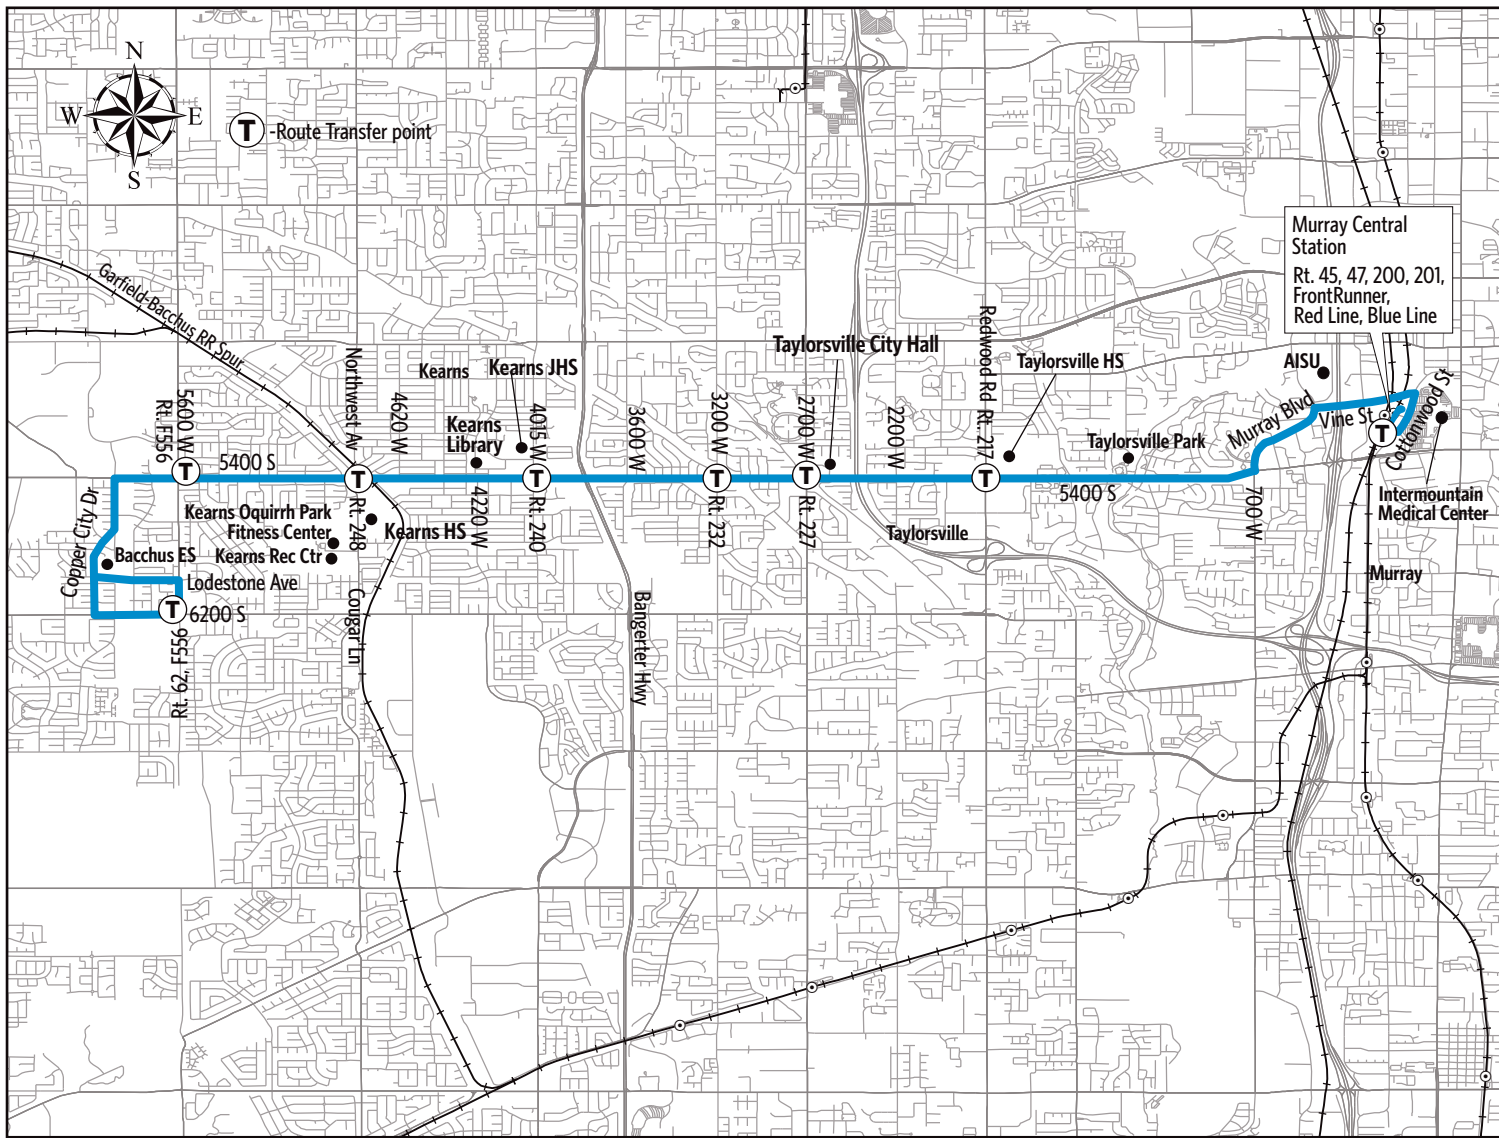 N
W
E
S
T
-Route Transfer point
Murray Central
Station
Rt. 45, 47, 200, 201,
FrontRunner,
Red Line, Blue Line
Garfield-Bacchus RR Spur
Redwood Rd Rt. 217
Taylorsville City Hall
Taylorsville HS
AISU
Northwest Av
Kearns
Kearns JHS
5600 W
Rt. F556
4620 W
Kearns
Library
4015 W
3600 W
3200 W
2700 W
2200 W
Murray Blvd
Vine St
Cottonwood St
Taylorsville Park
T
5400 S
T
T
T
T
T
T
5400 S
700 W
Intermountain
Medical Center
Copper City Dr
Kearns Oquirrh Park
Fitness Center
Rt. 248
Kearns HS
4220 W
Rt. 240
Rt. 232
Rt. 227
Taylorsville
Bacchus ES
Kearns Rec Ctr
Murray
Lodestone Ave
T
6200 S
Cougar Ln
Bangerter Hwy
Rt. 62, F556